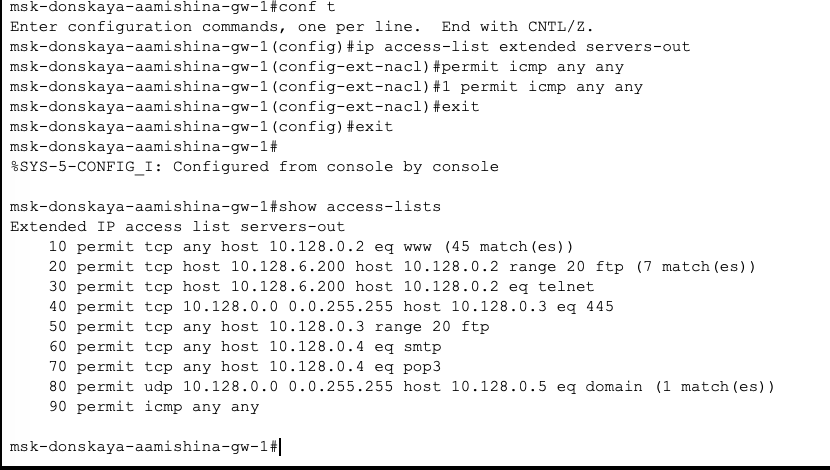 msk-donskaya-aamishina-gw-1#conf t
Enter configuration commands, one per line.  End with CNTL/Z.
msk-donskaya-aamishina-gw-1(config)#ip access-list extended servers-out
msk-donskaya-aamishina-gw-1(config-ext-nacl)#permit icmp any any
msk-donskaya-aamishina-gw-1(config-ext-nacl)#1 permit icmp any any
msk-donskaya-aamishina-gw-1(config-ext-nacl)#exit
msk-donskaya-aamishina-gw-1(config)#exit
msk-donskaya-aamishina-gw-1#
%SYS-5-CONFIG_I: Configured from console by console
msk-donskaya-aamishina-gw-1#show access-lists
Extended IP access list servers-out
    10 permit tcp any host 10.128.0.2 eq www (45 match(es))
    20 permit tcp host 10.128.6.200 host 10.128.0.2 range 20 ftp (7 match(es))
    30 permit tcp host 10.128.6.200 host 10.128.0.2 eq telnet
    40 permit tcp 10.128.0.0 0.0.255.255 host 10.128.0.3 eq 445
    50 permit tcp any host 10.128.0.3 range 20 ftp
    60 permit tcp any host 10.128.0.4 eq smtp
    70 permit tcp any host 10.128.0.4 eq pop3
    80 permit udp 10.128.0.0 0.0.255.255 host 10.128.0.5 eq domain (1 match(es))
    90 permit icmp any any
msk-donskaya-aamishina-gw-1#